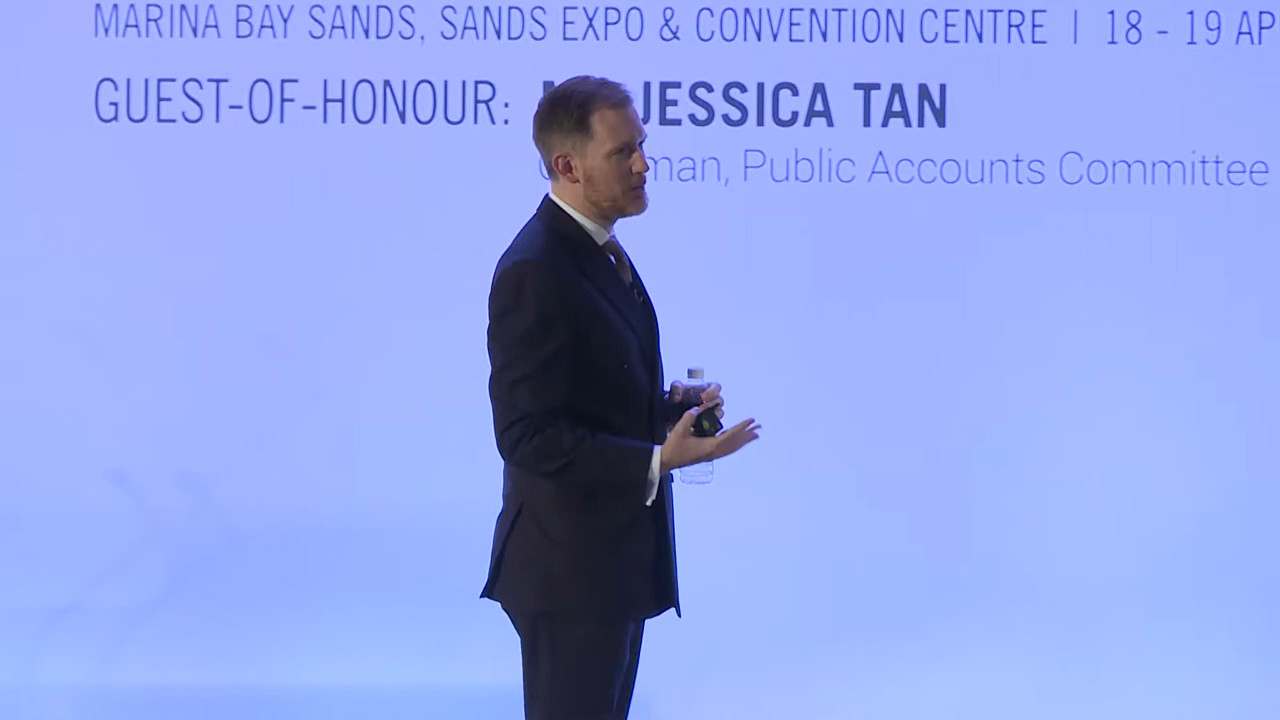 MARINA BAY SANDS, SANDS EXPO & CONVENTION CENTRE | 18 - 19 AP
GUEST-OF-HONOUR: JESSICA TAN
man, Public Accounts Committee